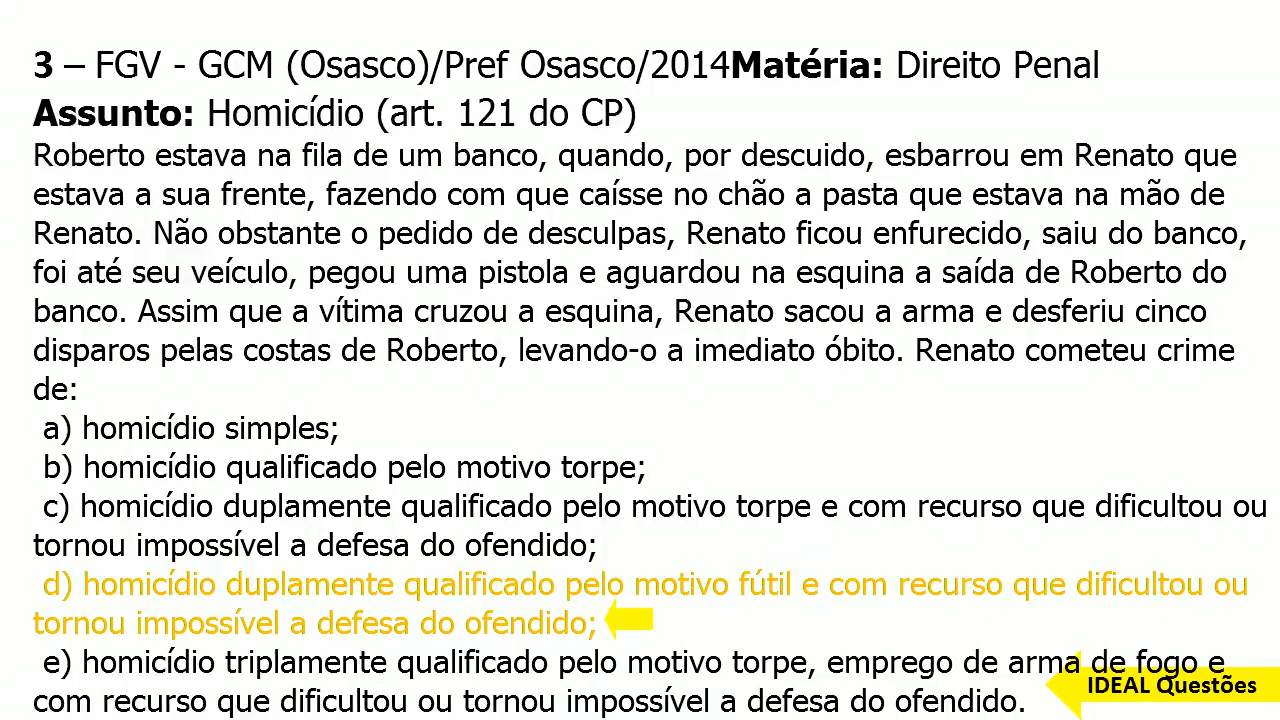 3 – FGV - GCM (Osasco)/Pref Osasco/2014Matéria: Direito Penal
Assunto: Homicídio (art. 121 do CP)
Roberto estava na fila de um banco, quando, por descuido, esbarrou em Renato que
estava a sua frente, fazendo com que caísse no chão a pasta que estava na mão de
Renato. Não obstante o pedido de desculpas, Renato ficou enfurecido, saiu do banco,
foi até seu veículo, pegou uma pistola e aguardou na esquina a saída de Roberto do
banco. Assim que a vítima cruzou a esquina, Renato sacou a arma e desferiu cinco
disparos pelas costas de Roberto, levando-o a imediato óbito. Renato cometeu crime
de:
a) homicídio simples;
b) homicídio qualificado pelo motivo torpe;
c) homicídio duplamente qualificado pelo motivo torpe e com recurso que dificultou ou
tornou impossível a defesa do ofendido;
d) homicídio duplamente qualificado pelo motivo fútil e com recurso que dificultou ou
tornou impossível a defesa do ofendido;
e) homicídio triplamente qualificado pelo motivo torpe, emprego de arma de fogo e
com recurso que dificultou ou tornou impossível a defesa do ofendido.
IDEAL Questões